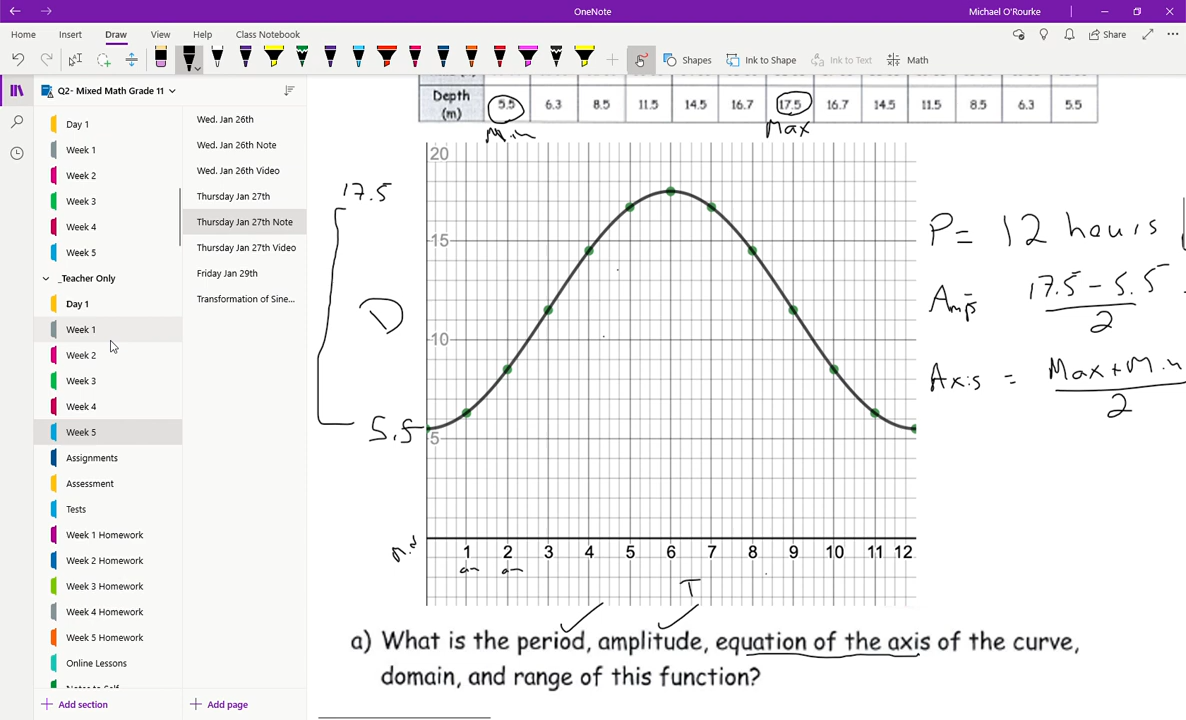 OneNote
Michael O'Rourke
Home Insert Draw View Help Class Notebook
Share
Shapes Ink to Shape Ink to Text Math
Q2- Mixed Math Grade 11
Day 1
Week 1
Week 2
Week 3
Week 4
Week 5
_Teacher Only
Day 1
Week 1
Week 2
Week 3
Week 4
Week 5
Assignments
Assessment
Tests
Week 1 Homework
Week 2 Homework
Week 3 Homework
Week 4 Homework
Week 5 Homework
Online Lessons
Notes to Self
Add section
Wed. Jan 26th
Wed. Jan 26th Note
Wed. Jan 26th Video
Thursday Jan 27th
Thursday Jan 27th Note
Thursday Jan 27th Video
Friday Jan 29th
Transformation of Sine...
Add page
Depth (m) 5.5 6.3 8.5 11.5 14.5 16.7 17.5 16.7 14.5 11.5 8.5 6.3 5.5
Min Max
20
17.5
15
D
10
5.5
5
1 2 3 4 5 6 7 8 9 10 11 12
am am
T
P = 12 hours
Amp = 17.5 - 5.5
2
Axis = Max + Min
2
a) What is the period, amplitude, equation of the axis of the curve,
domain, and range of this function?